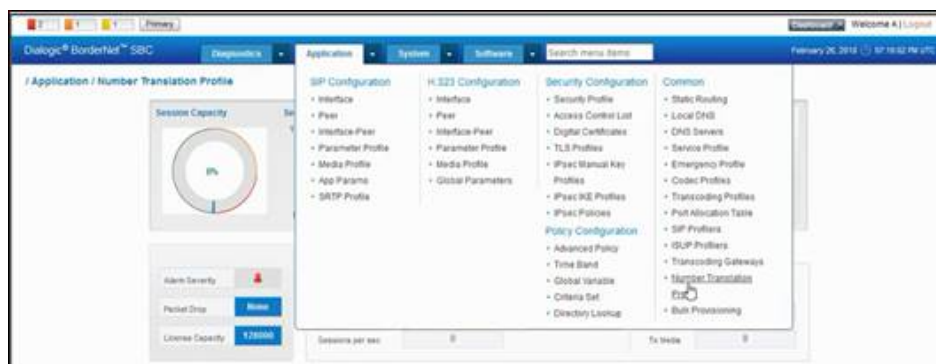 2 1 1 Primary
Dashboard Welcome A | Logout
Dialogic® BorderNet™ SBC Diagnostics Application System Software Search menu items February 26, 2018
/ Application / Number Translation Profile
Session Capacity
0%
Alarm Severity
Packet Drop None
License Capacity 128000
SIP Configuration
Interface
Peer
Interface-Peer
Parameter Profile
Media Profile
App Params
SRTP Profile
H.323 Configuration
Interface
Peer
Interface-Peer
Parameter Profile
Media Profile
Global Parameters
Security Configuration
Security Profile
Access Control List
Digital Certificates
TLS Profiles
IPsec Manual Key
Profiles
IPsec IKE Profiles
IPsec Policies
Policy Configuration
Advanced Policy
Time Band
Global Variable
Criteria Set
Directory Lookup
Common
Static Routing
Local DNS
DNS Servers
Service Profile
Emergency Profile
Codec Profiles
Transcoding Profiles
Port Allocation Table
SIP Profilers
ISUP Profilers
Transcoding Gateways
Number Translation
Bulk Provisioning
Sessions per sec 0 Tx Media 0